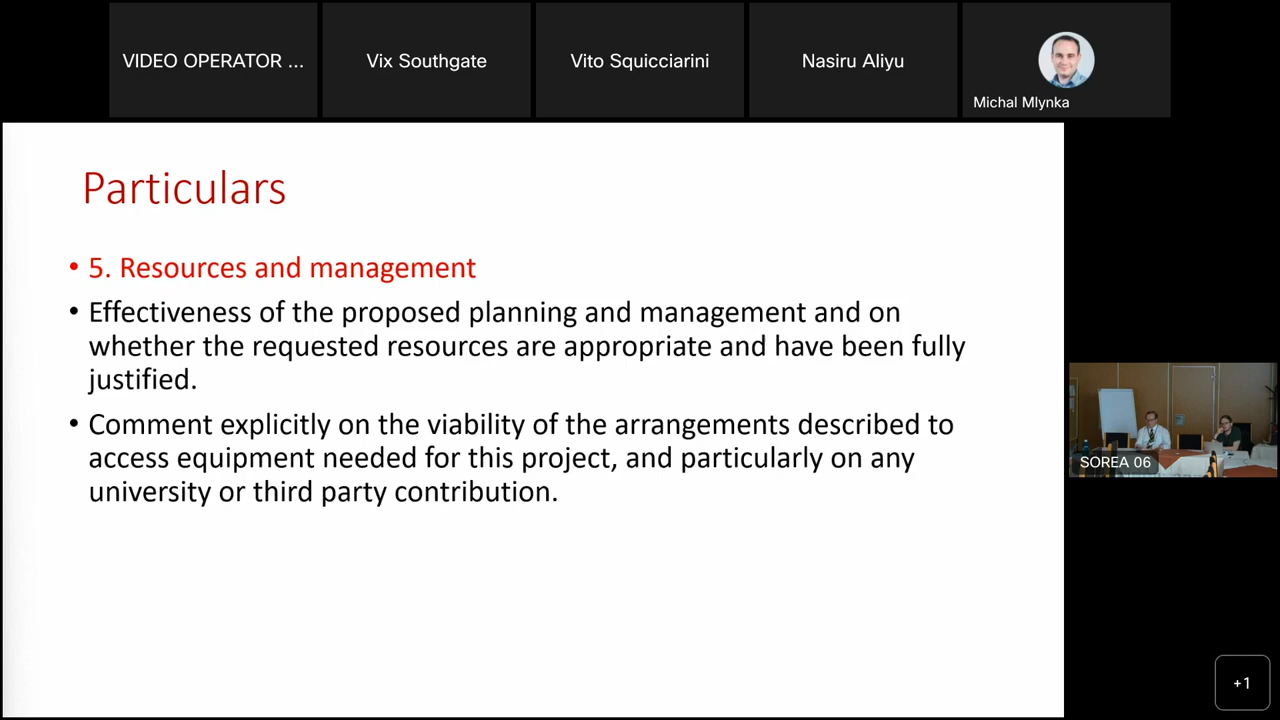 VIDEO OPERATOR ...
Vix Southgate
Vito Squicciarini
Nasiru Aliyu
Michal Mlynka
Particulars
• 5. Resources and management
• Effectiveness of the proposed planning and management and on
whether the requested resources are appropriate and have been fully
justified.
• Comment explicitly on the viability of the arrangements described to
access equipment needed for this project, and particularly on any
university or third party contribution.
SOREA 06
+1